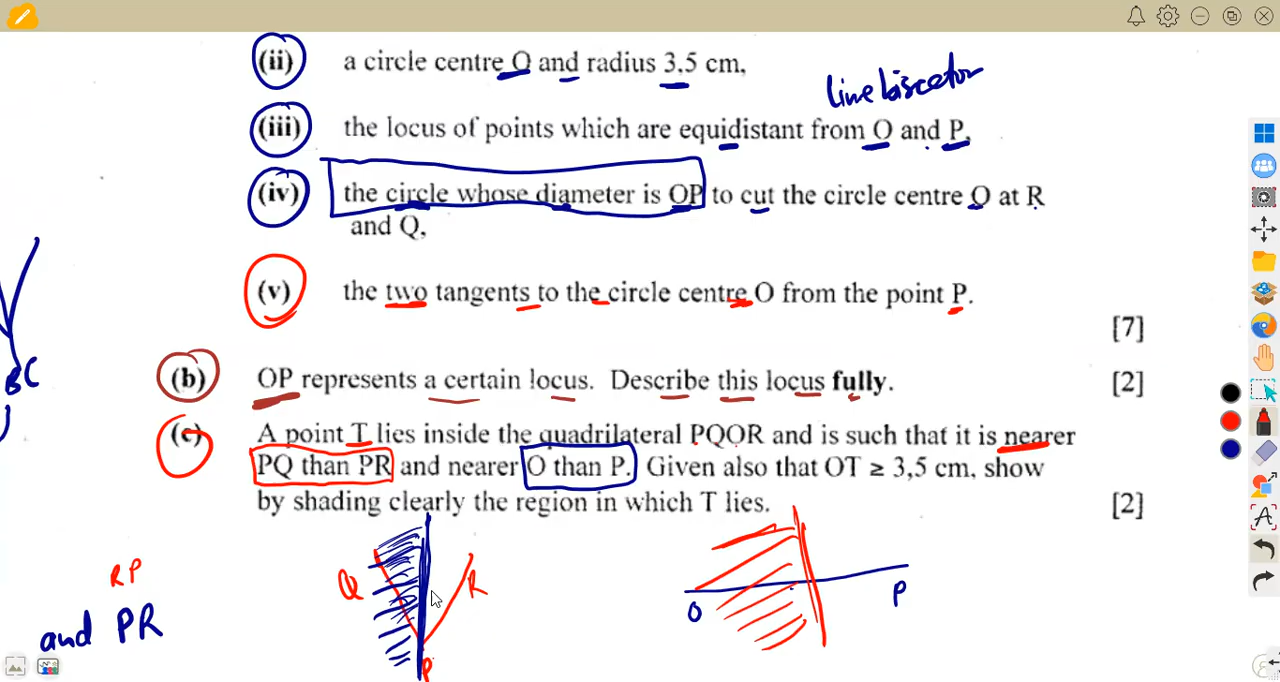 (ii) a circle centre O and radius 3,5 cm,
line biscetor
(iii) the locus of points which are equidistant from O and P,
(iv) the circle whose diameter is OP to cut the circle centre O at R
and Q,
(v) the two tangents to the circle centre O from the point P.
[7]
BC
(b) OP represents a certain locus. Describe this locus fully. [2]
(c) A point T lies inside the quadrilateral PQOR and is such that it is nearer
PQ than PR and nearer O than P. Given also that OT ≥ 3,5 cm, show
by shading clearly the region in which T lies. [2]
RP
Q R
O P
and PR
P